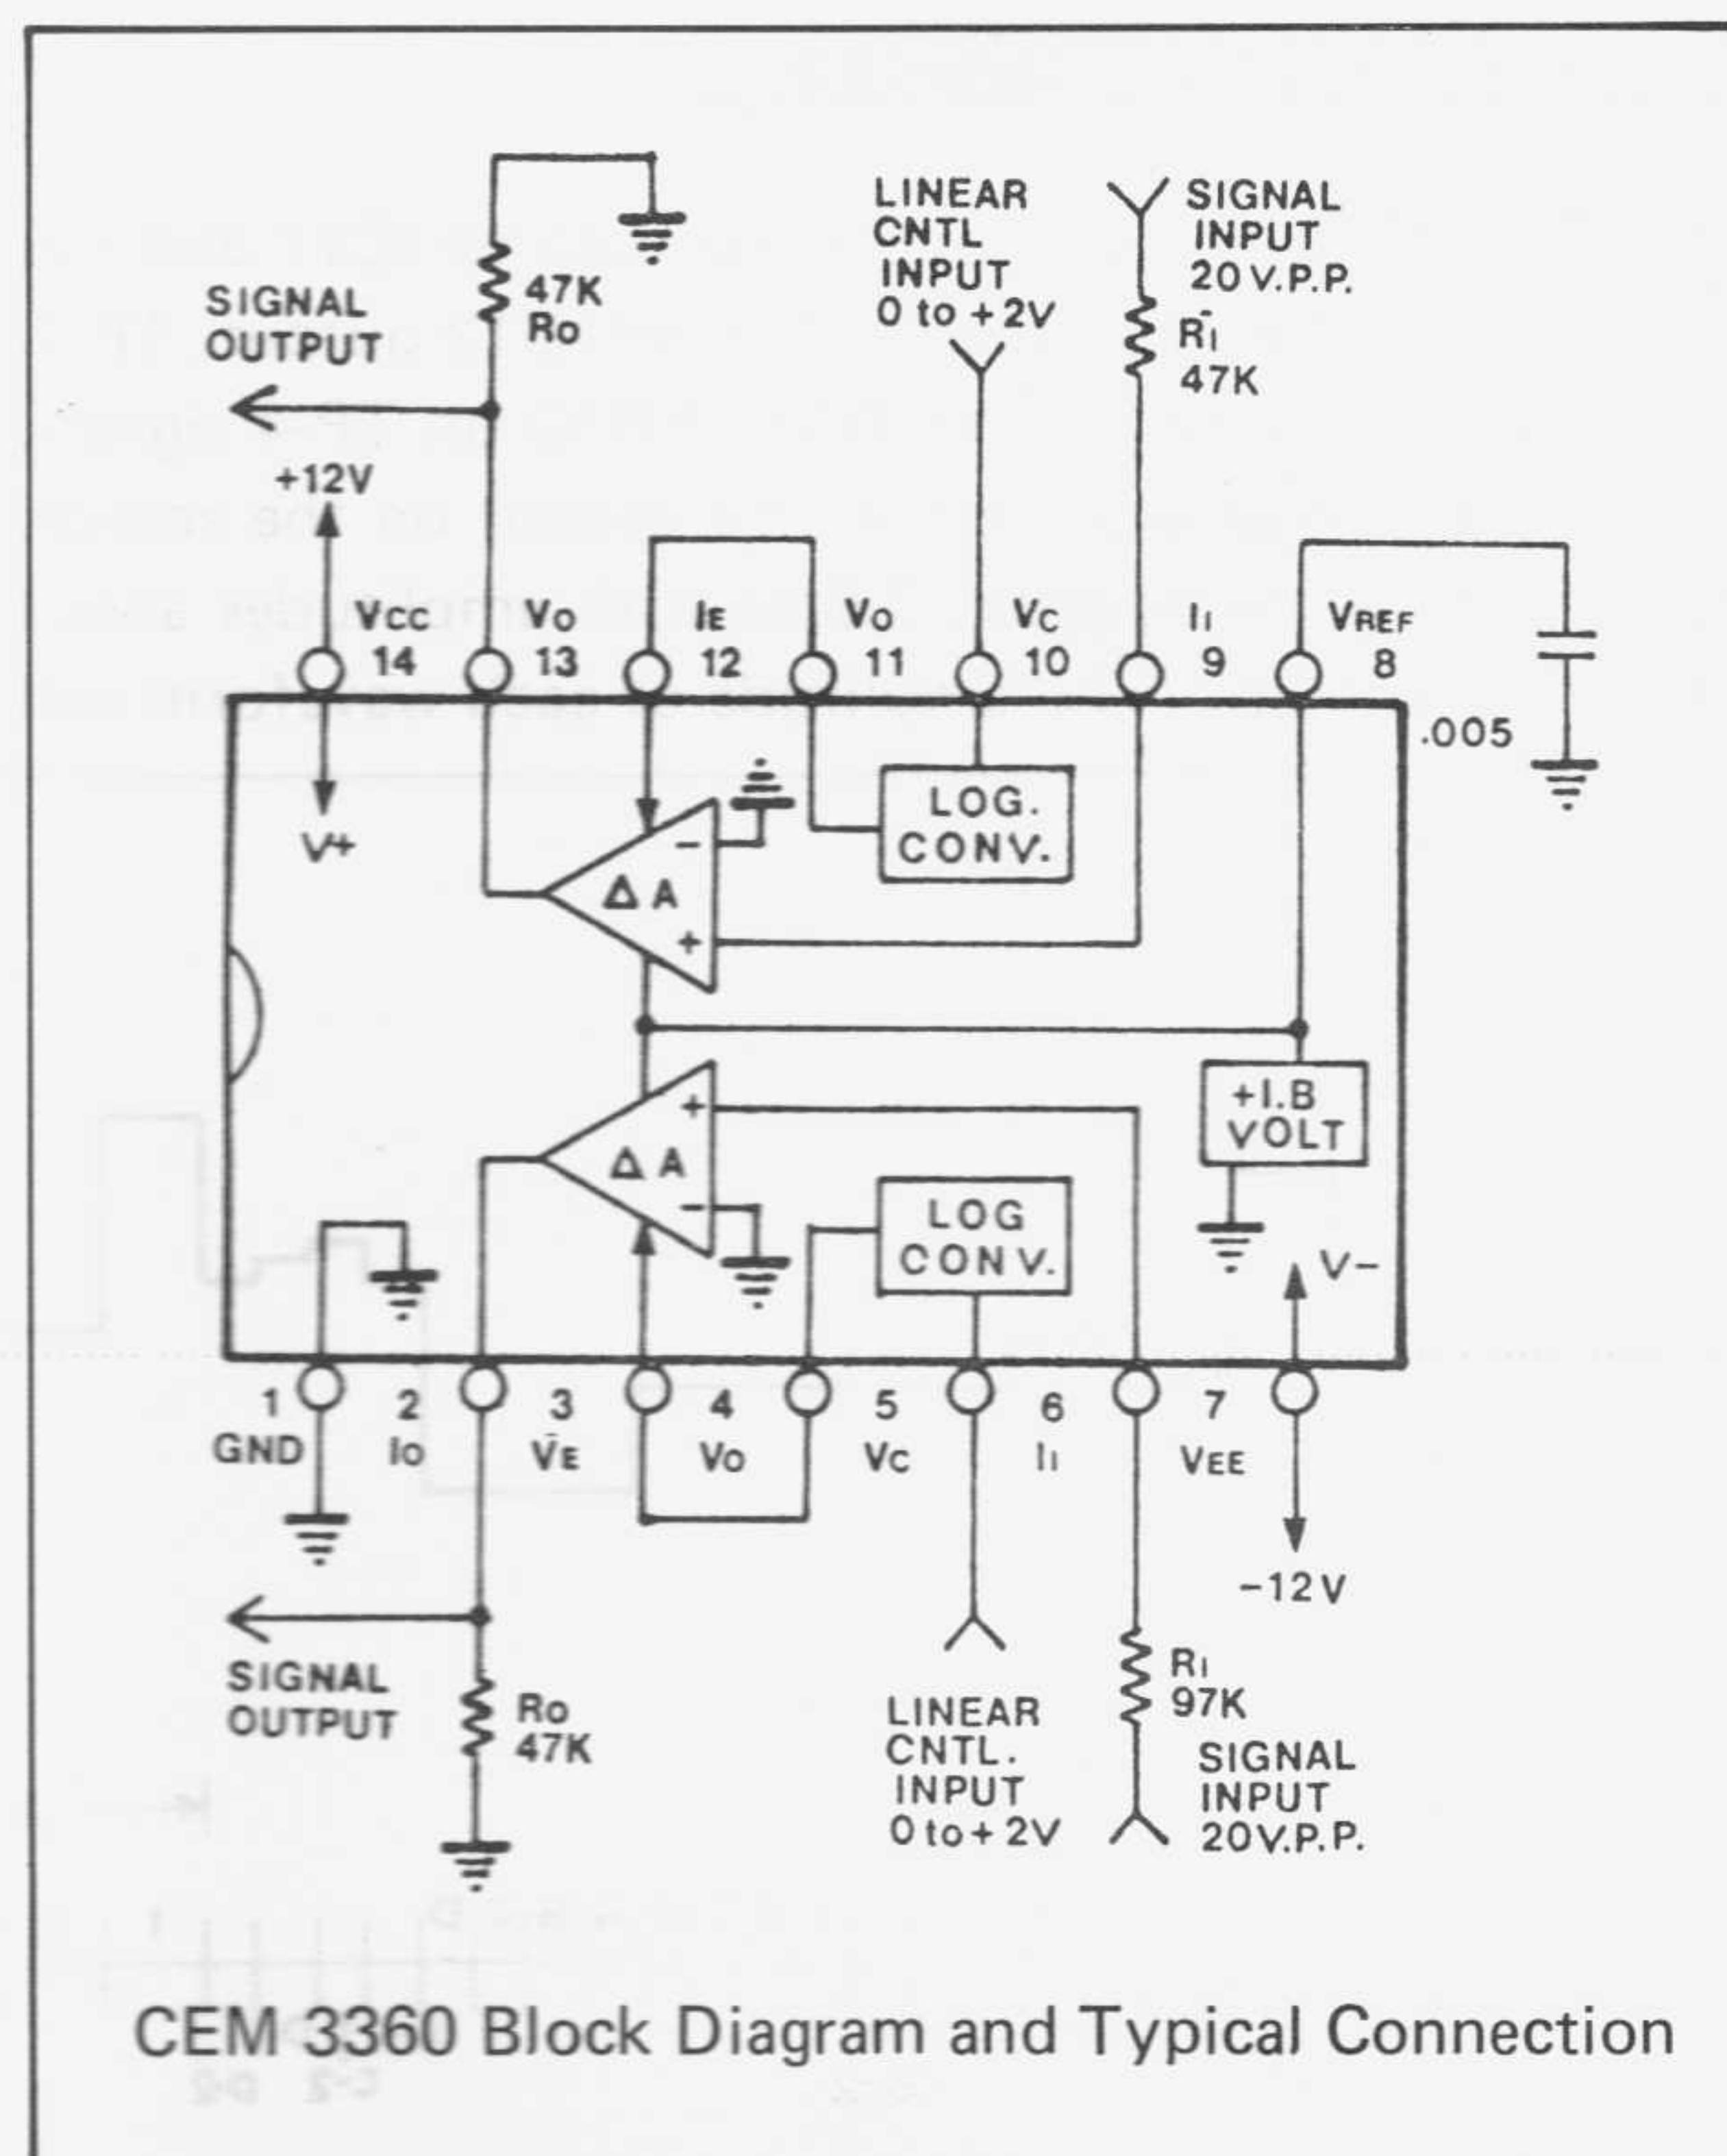 LINEAR
CNTL
INPUT
0 to +2V
SIGNAL
INPUT
20 V.P.P.
SIGNAL
OUTPUT
47K
Ro
RI
47K
+12V
VCC
14
VO
13
IE
12
VO
11
VC
10
II
9
VREF
8
.005
V+
LOG.
CONV.
-
Δ A
+
+
Δ A
-
+I.B
VOLT
LOG
CONV.
V-
1
GND
2
IO
3
VE
4
VO
5
VC
6
II
7
VEE
-12V
SIGNAL
OUTPUT
Ro
47K
LINEAR
CNTL.
INPUT
0 to + 2V
RI
97K
SIGNAL
INPUT
20V.P.P.
CEM 3360 Block Diagram and Typical Connection